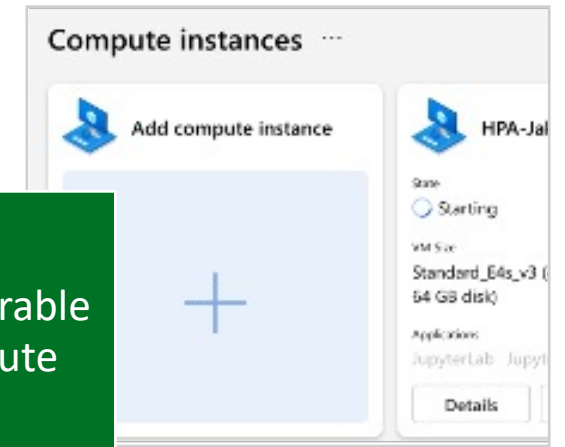 Compute instances ...
Add compute instance
HPA-Jal
State
Starting
VM Size
Standard_E4s_v3 (
64 GB disk)
Applications
JupyterLab Jupyt
Details
rable
ute